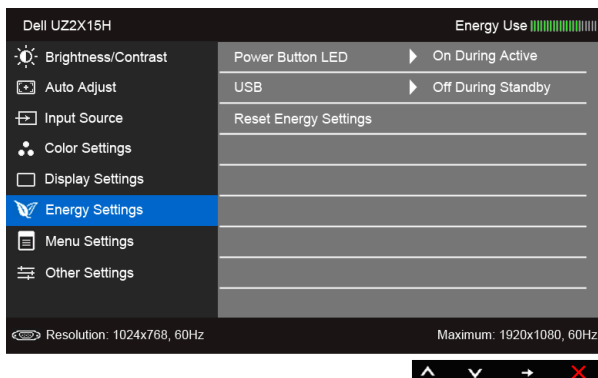 Dell UZ2X15H Energy Use
Brightness/Contrast Power Button LED On During Active
Auto Adjust USB Off During Standby
Input Source Reset Energy Settings
Color Settings
Display Settings
Energy Settings
Menu Settings
Other Settings
Resolution: 1024x768, 60Hz Maximum: 1920x1080, 60Hz